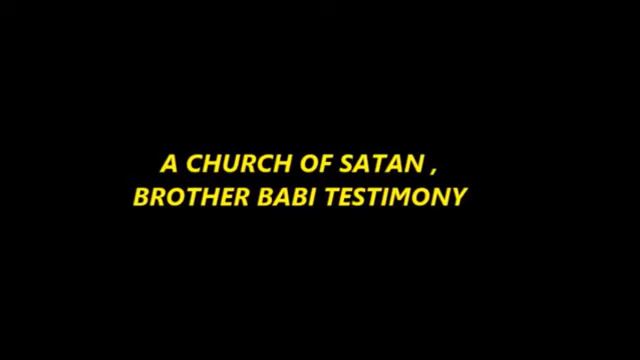 A CHURCH OF SATAN ,
BROTHER BABI TESTIMONY